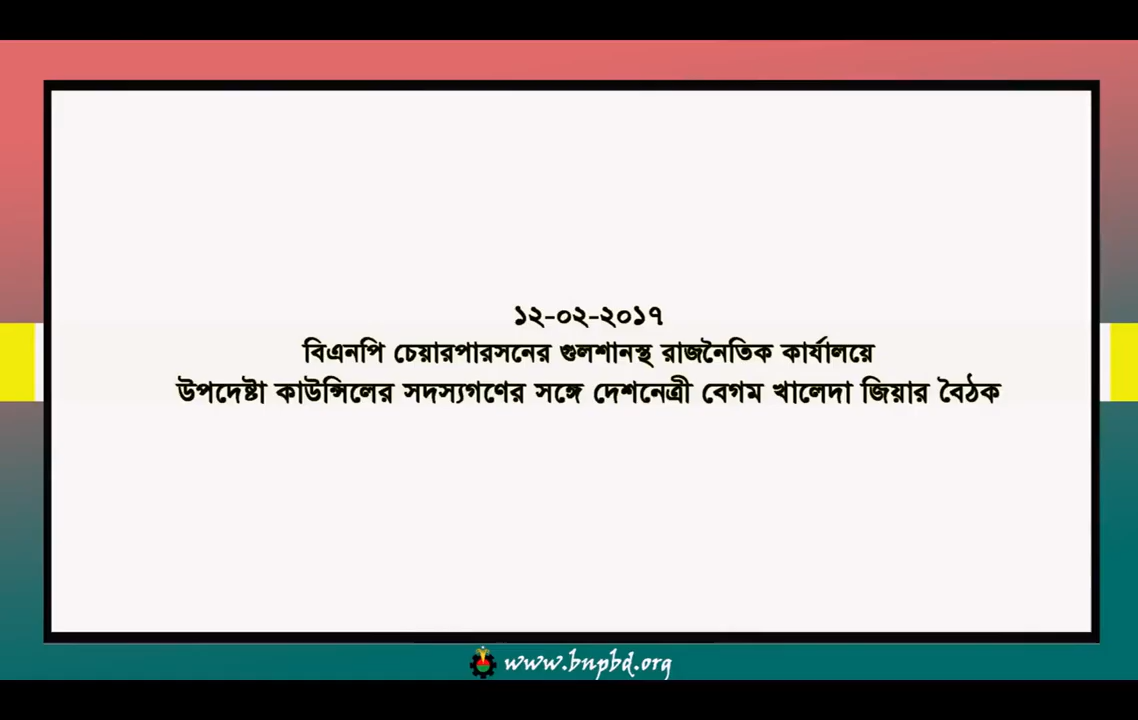 ১২-০২-২০১৭
বিএনপি চেয়ারপারসনের গুলশানস্থ রাজনৈতিক কার্যালয়ে
উপদেষ্টা কাউন্সিলের সদস্যগণের সঙ্গে দেশনেত্রী বেগম খালেদা জিয়ার বৈঠক
www.bnpbd.org